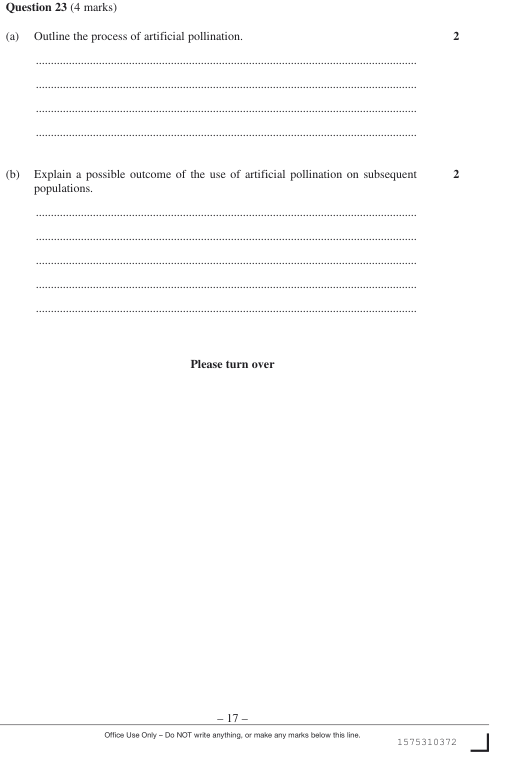 Question 23 (4 marks)
(a) Outline the process of artificial pollination. 2
................................................................................................................................
................................................................................................................................
................................................................................................................................
................................................................................................................................
(b) Explain a possible outcome of the use of artificial pollination on subsequent 2
populations.
................................................................................................................................
................................................................................................................................
................................................................................................................................
................................................................................................................................
................................................................................................................................
Please turn over
– 17 –
Office Use Only – Do NOT write anything, or make any marks below this line.
1575310372